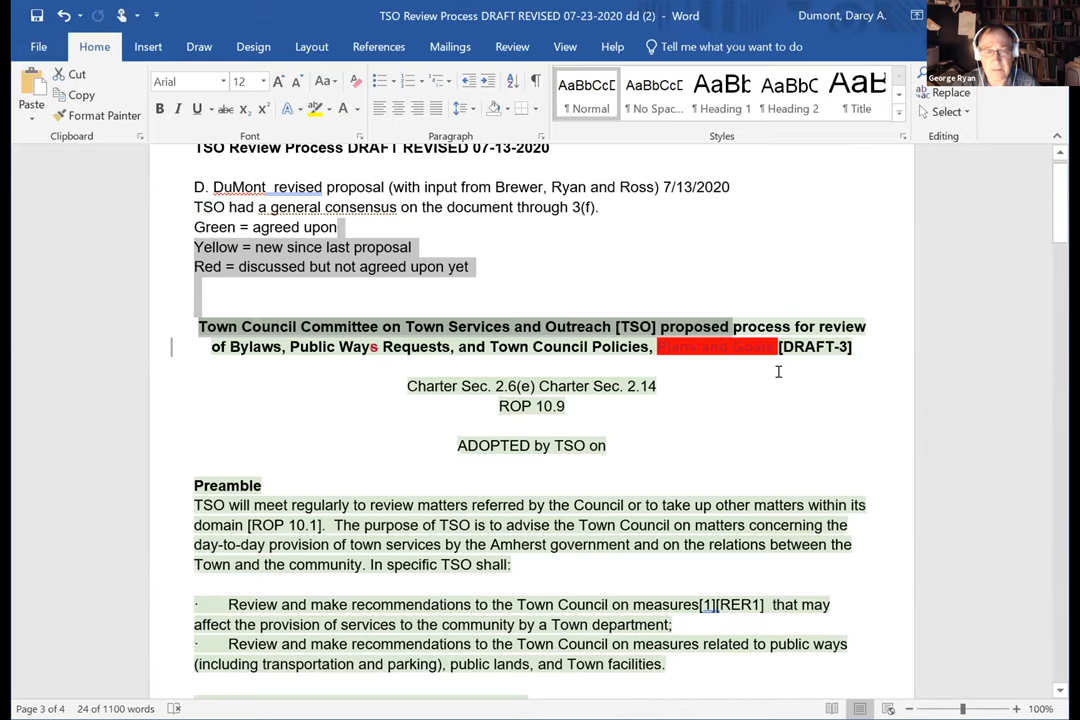 TSO Review Process DRAFT REVISED 07-23-2020 dd (2) - Word
Dumont, Darcy A.
File Home Insert Draw Design Layout References Mailings Review View Help Tell me what you want to do
George Ryan
Paste
Cut
Copy
Format Painter
Clipboard
Arial 12
Font
Paragraph
AaBbCcDc AaBbCcDc AaBbC AaBbCc AaB
¶ Normal ¶ No Spac... ¶ Heading 1 ¶ Heading 2 ¶ Title
Styles
Replace
Select
Editing
TSO Review Process DRAFT REVISED 07-13-2020
D. DuMont revised proposal (with input from Brewer, Ryan and Ross) 7/13/2020
TSO had a general consensus on the document through 3(f).
Green = agreed upon
Yellow = new since last proposal
Red = discussed but not agreed upon yet
Town Council Committee on Town Services and Outreach [TSO] proposed process for review
of Bylaws, Public Ways Requests, and Town Council Policies, Plans and Goals [DRAFT-3]
Charter Sec. 2.6(e) Charter Sec. 2.14
ROP 10.9
ADOPTED by TSO on
Preamble
TSO will meet regularly to review matters referred by the Council or to take up other matters within its
domain [ROP 10.1]. The purpose of TSO is to advise the Town Council on matters concerning the
day-to-day provision of town services by the Amherst government and on the relations between the
Town and the community. In specific TSO shall:
· Review and make recommendations to the Town Council on measures[1][RER1] that may
affect the provision of services to the community by a Town department;
· Review and make recommendations to the Town Council on measures related to public ways
(including transportation and parking), public lands, and Town facilities.
Page 3 of 4 24 of 1100 words
100%